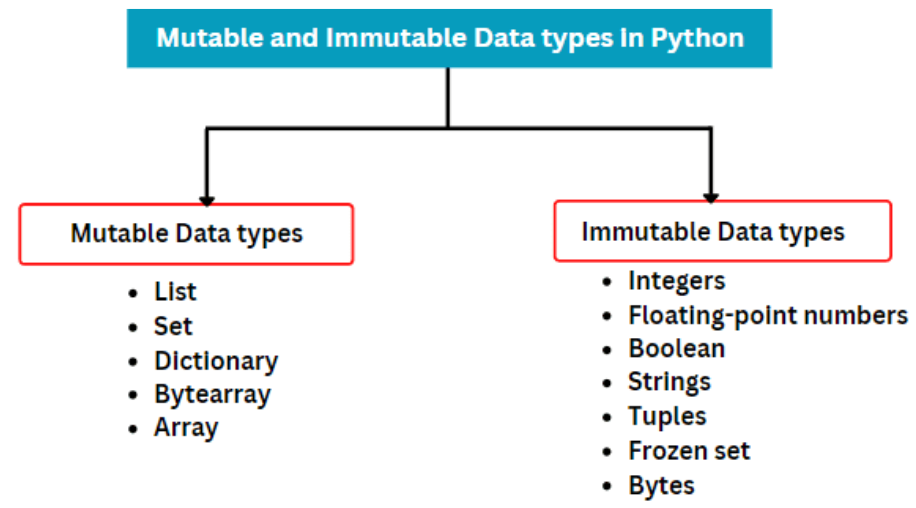 Mutable and Immutable Data types in Python
Mutable Data types
• List
• Set
• Dictionary
• Bytearray
• Array
Immutable Data types
• Integers
• Floating-point numbers
• Boolean
• Strings
• Tuples
• Frozen set
• Bytes